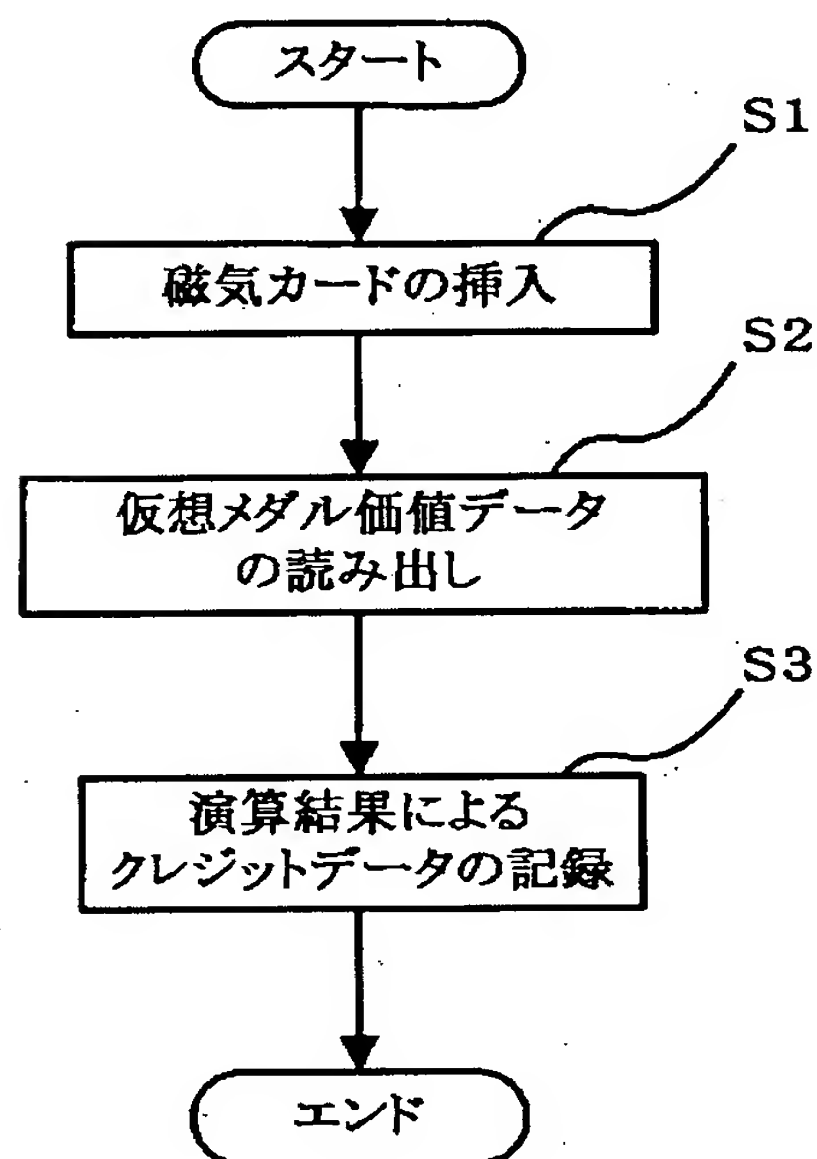 スタート
S1
磁気カードの挿入
S2
仮想メダル価値データ
の読み出し
S3
演算結果による
クレジットデータの記録
エンド